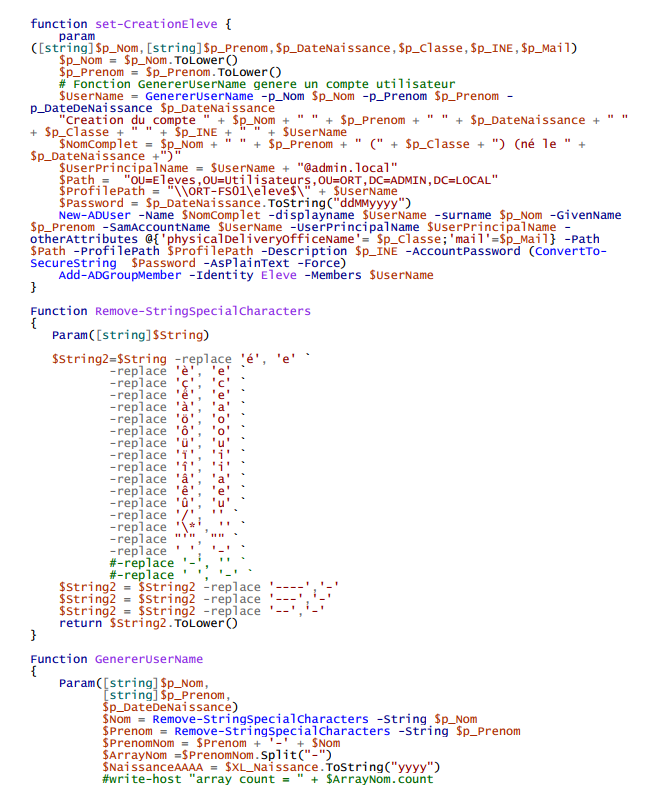 function set-CreationEleve {
param
([string]$p_Nom,[string]$p_Prenom,$p_DateNaissance,$p_Classe,$p_INE,$p_Mail)
$p_Nom = $p_Nom.ToLower()
$p_Prenom = $p_Prenom.ToLower()
# Fonction GenererUserName genere un compte utilisateur
$UserName = GenererUserName -p_Nom $p_Nom -p_Prenom $p_Prenom -
p_DateDeNaissance $p_DateNaissance
"Creation du compte " + $p_Nom + " " + $p_Prenom + " " + $p_DateNaissance + " "
+ $p_Classe + " " + $p_INE + " " + $UserName
$NomComplet = $p_Nom + " " + $p_Prenom + " (" + $p_Classe + ") (né le " +
$p_DateNaissance +")"
$UserPrincipalName = $UserName + "@admin.local"
$Path = "OU=Eleves,OU=Utilisateurs,OU=ORT,DC=ADMIN,DC=LOCAL"
$ProfilePath = "\\ORT-FS01\eleve$\" + $UserName
$Password = $p_DateNaissance.ToString("ddMMyyyy")
New-ADUser -Name $NomComplet -displayname $UserName -surname $p_Nom -GivenName
$p_Prenom -SamAccountName $UserName -UserPrincipalName $UserPrincipalName -
otherAttributes @{'physicalDeliveryOfficeName'= $p_Classe;'mail'=$p_Mail} -Path
$Path -ProfilePath $ProfilePath -Description $p_INE -AccountPassword (ConvertTo-
SecureString $Password -AsPlainText -Force)
Add-ADGroupMember -Identity Eleve -Members $UserName
}
Function Remove-StringSpecialCharacters
{
Param([string]$String)
$String2=$String -replace 'é', 'e' `
-replace 'è', 'e' `
-replace 'ç', 'c' `
-replace 'ë', 'e' `
-replace 'à', 'a' `
-replace 'ö', 'o' `
-replace 'ô', 'o' `
-replace 'ü', 'u' `
-replace 'ï', 'i' `
-replace 'î', 'i' `
-replace 'â', 'a' `
-replace 'ê', 'e' `
-replace 'û', 'u' `
-replace '/', '' `
-replace '\*', '' `
-replace "'", "" `
-replace ' ', '-' `
#-replace '-', '' `
#-replace ' ', '-' `
$String2 = $String2 -replace '----','-'
$String2 = $String2 -replace '---','-'
$String2 = $String2 -replace '--','-'
return $String2.ToLower()
}
Function GenererUserName
{
Param([string]$p_Nom,
[string]$p_Prenom,
$p_DateDeNaissance)
$Nom = Remove-StringSpecialCharacters -String $p_Nom
$Prenom = Remove-StringSpecialCharacters -String $p_Prenom
$PrenomNom = $Prenom + '-' + $Nom
$ArrayNom =$PrenomNom.Split("-")
$NaissanceAAAA = $XL_Naissance.ToString("yyyy")
#write-host "array count = " + $ArrayNom.count